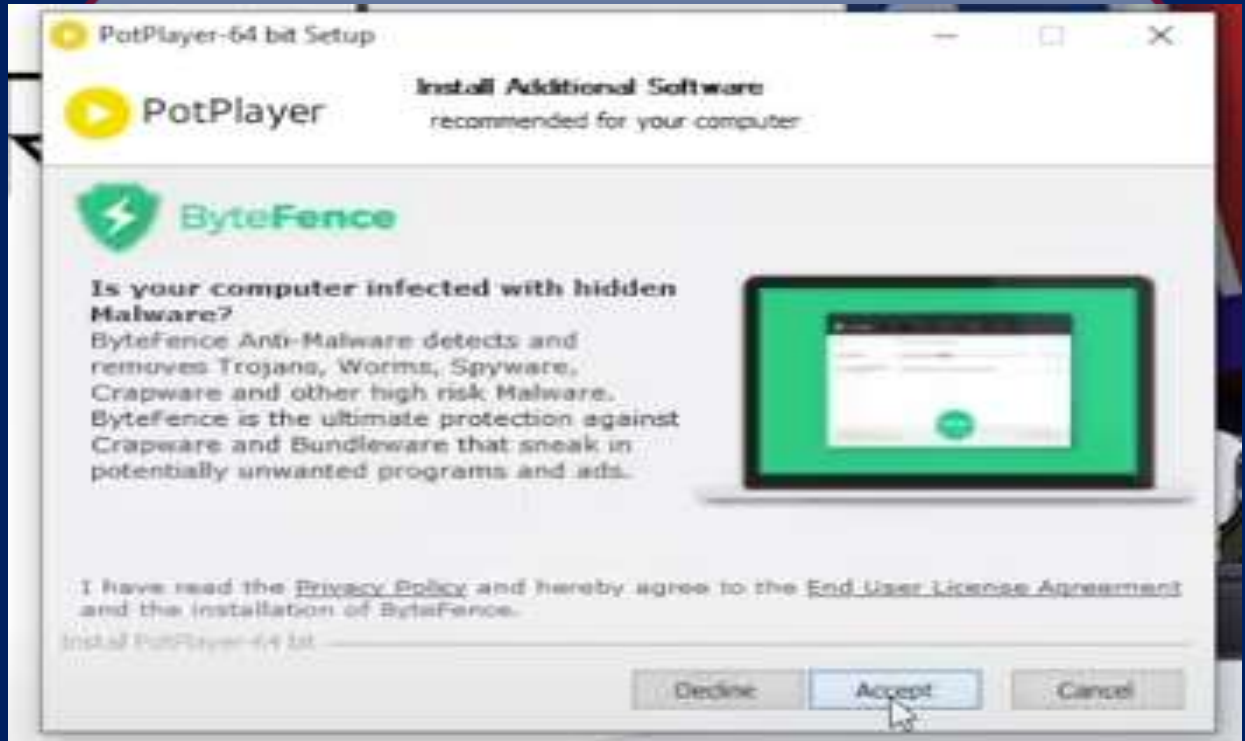 PotPlayer-64 bit Setup
PotPlayer
Install Additional Software
recommended for your computer
ByteFence
Is your computer infected with hidden
Malware?
ByteFence Anti-Malware detects and
removes Trojans, Worms, Spyware,
Crapware and other high risk Malware.
ByteFence is the ultimate protection against
Crapware and Bundleware that sneak in
potentially unwanted programs and ads.
I have read the Privacy Policy and hereby agree to the End User License Agreement
and the installation of ByteFence.
Install PotPlayer-64 bit
Decline
Accept
Cancel